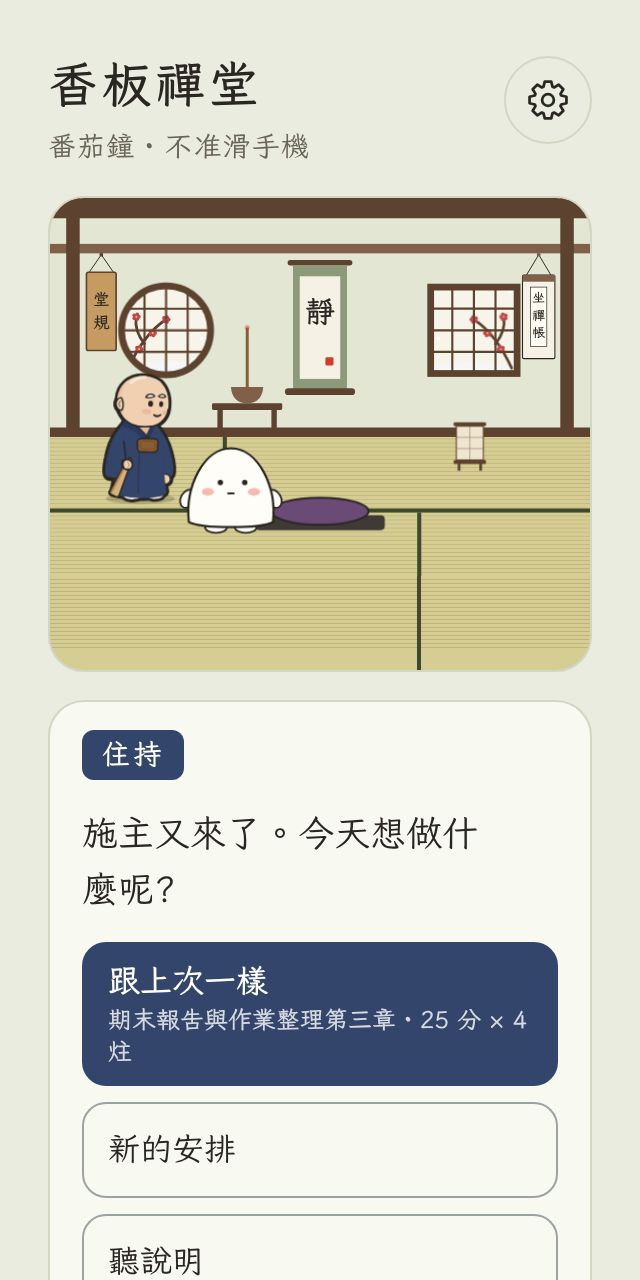 香板禪堂
番茄鐘・不准滑手機
堂規
靜
坐禪帳
住持
施主又來了。今天想做什
麼呢？
跟上次一樣
期末報告與作業整理第三章・25 分 × 4
炷
新的安排
聽說明